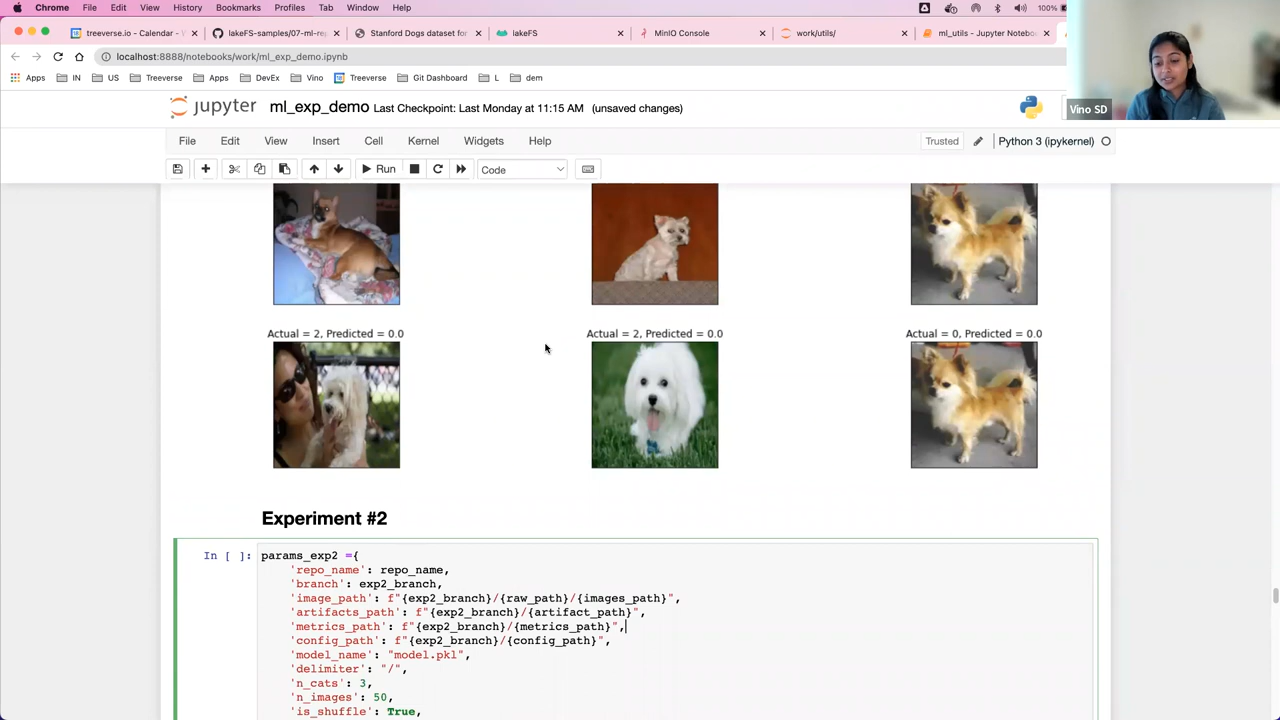 Chrome File Edit View History Bookmarks Profiles Tab Window Help 100%
treeverse.io - Calendar - W lakeFS-samples/07-ml-rep Stanford Dogs dataset for lakeFS MinIO Console work/utils/ ml_utils - Jupyter Notebo
localhost:8888/notebooks/work/ml_exp_demo.ipynb
Apps IN US Treeverse Apps DevEx Vino Treeverse Git Dashboard L dem
Vino SD
jupyter ml_exp_demo Last Checkpoint: Last Monday at 11:15 AM (unsaved changes)
File Edit View Insert Cell Kernel Widgets Help Trusted Python 3 (ipykernel)
Run Code
Actual = 2, Predicted = 0.0 Actual = 2, Predicted = 0.0 Actual = 0, Predicted = 0.0
Experiment #2
In [ ]: params_exp2 ={
'repo_name': repo_name,
'branch': exp2_branch,
'image_path': f"{exp2_branch}/{raw_path}/{images_path}",
'artifacts_path': f"{exp2_branch}/{artifact_path}",
'metrics_path': f"{exp2_branch}/{metrics_path}",
'config_path': f"{exp2_branch}/{config_path}",
'model_name': "model.pkl",
'delimiter': "/",
'n_cats': 3,
'n_images': 50,
'is_shuffle': True,